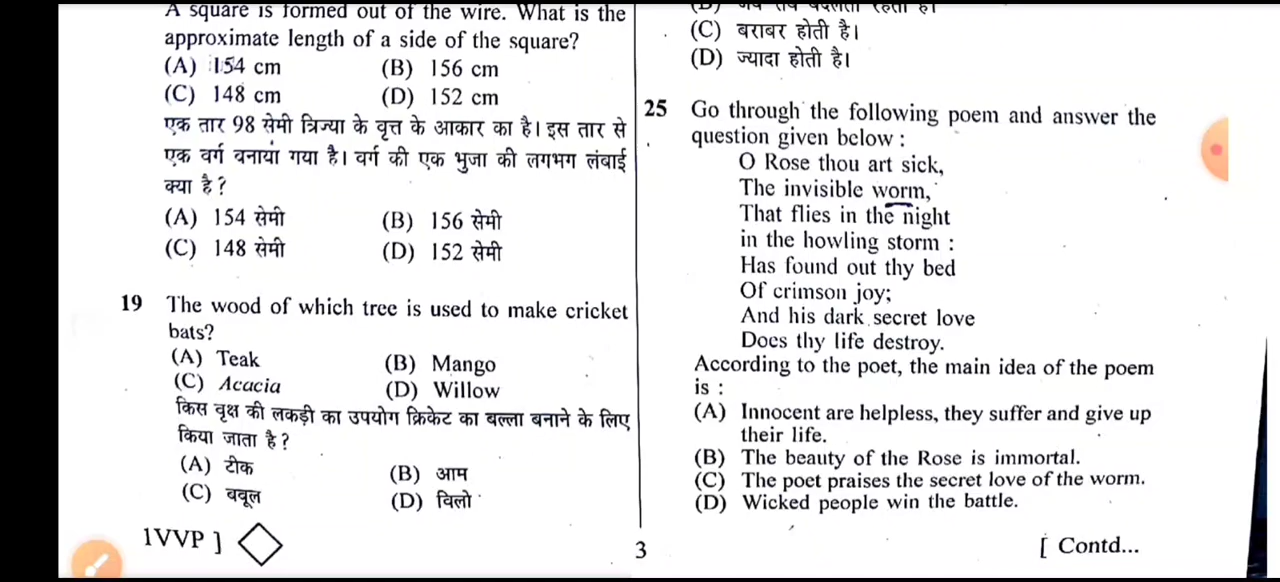 A square is formed out of the wire. What is the
approximate length of a side of the square?
(A) 154 cm (B) 156 cm
(C) 148 cm (D) 152 cm
एक तार 98 सेमी त्रिज्या के वृत्त के आकार का है। इस तार से
एक वर्ग बनाया गया है। वर्ग की एक भुजा की लगभग लंबाई
क्या है?
(A) 154 सेमी (B) 156 सेमी
(C) 148 सेमी (D) 152 सेमी
19 The wood of which tree is used to make cricket
bats?
(A) Teak (B) Mango
(C) Acacia (D) Willow
किस वृक्ष की लकड़ी का उपयोग क्रिकेट का बल्ला बनाने के लिए
किया जाता है?
(A) टीक (B) आम
(C) बबूल (D) विलो
1VVP ]
(C) बराबर होती है।
(D) ज्यादा होती है।
25 Go through the following poem and answer the
question given below :
O Rose thou art sick,
The invisible worm,
That flies in the night
in the howling storm :
Has found out thy bed
Of crimson joy;
And his dark secret love
Does thy life destroy.
According to the poet, the main idea of the poem
is :
(A) Innocent are helpless, they suffer and give up
their life.
(B) The beauty of the Rose is immortal.
(C) The poet praises the secret love of the worm.
(D) Wicked people win the battle.
3
[ Contd...